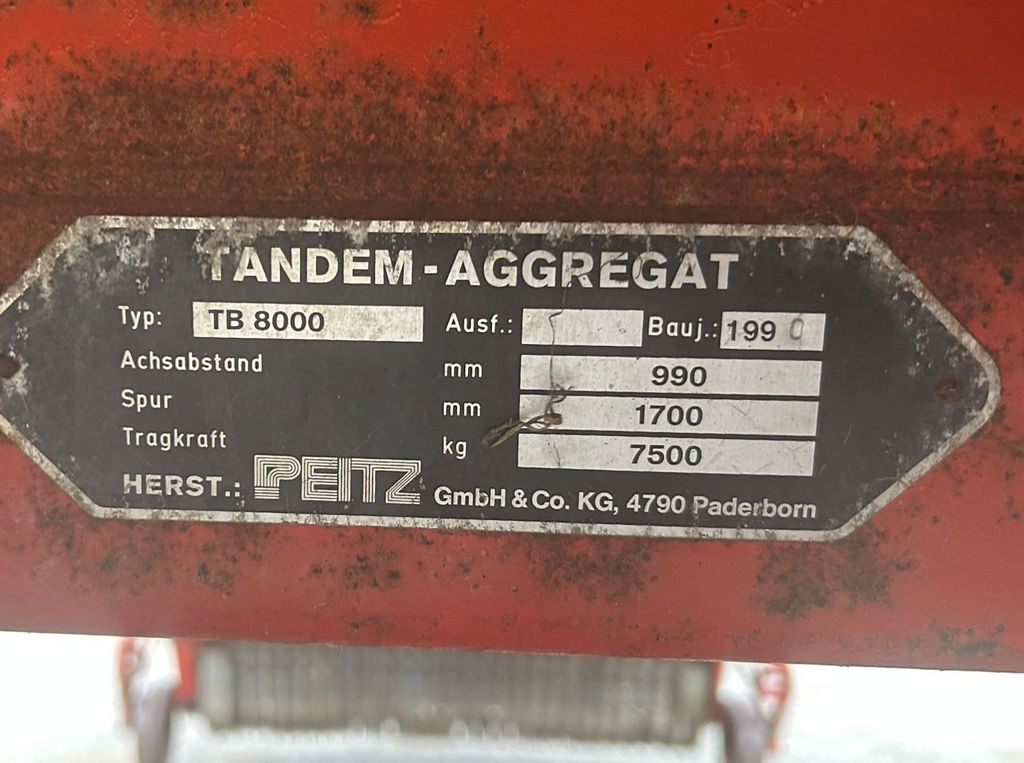 TANDEM-AGGREGAT
Typ: TB 8000 Ausf.: Bauj.: 199
Achsabstand mm 990
Spur mm 1700
Tragkraft kg 7500
HERST.: PEITZ GmbH & Co. KG, 4790 Paderborn